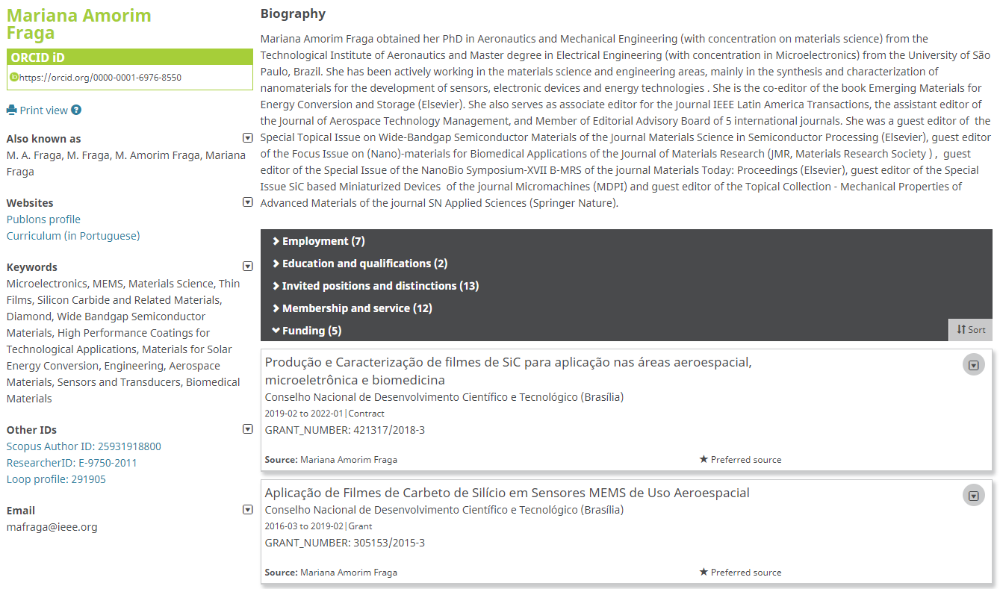 Mariana Amorim
Fraga
ORCID iD
iD https://orcid.org/0000-0001-6976-8550
Print view ?
Also known as
M. A. Fraga, M. Fraga, M. Amorim Fraga, Mariana
Fraga
Websites
Publons profile
Curriculum (in Portuguese)
Keywords
Microelectronics, MEMS, Materials Science, Thin
Films, Silicon Carbide and Related Materials,
Diamond, Wide Bandgap Semiconductor
Materials, High Performance Coatings for
Technological Applications, Materials for Solar
Energy Conversion, Engineering, Aerospace
Materials, Sensors and Transducers, Biomedical
Materials
Other IDs
Scopus Author ID: 25931918800
ResearcherID: E-9750-2011
Loop profile: 291905
Email
mafraga@ieee.org
Biography
Mariana Amorim Fraga obtained her PhD in Aeronautics and Mechanical Engineering (with concentration on materials science) from the
Technological Institute of Aeronautics and Master degree in Electrical Engineering (with concentration in Microelectronics) from the University of São
Paulo, Brazil. She has been actively working in the materials science and engineering areas, mainly in the synthesis and characterization of
nanomaterials for the development of sensors, electronic devices and energy technologies . She is the co-editor of the book Emerging Materials for
Energy Conversion and Storage (Elsevier). She also serves as associate editor for the Journal IEEE Latin America Transactions, the assistant editor of
the Journal of Aerospace Technology Management, and Member of Editorial Advisory Board of 5 international journals. She was a guest editor of the
Special Topical Issue on Wide-Bandgap Semiconductor Materials of the Journal Materials Science in Semiconductor Processing (Elsevier), guest editor
of the Focus Issue on (Nano)-materials for Biomedical Applications of the Journal of Materials Research (JMR, Materials Research Society ) , guest
editor of the Special Issue of the NanoBio Symposium-XVII B-MRS of the journal Materials Today: Proceedings (Elsevier), guest editor of the Special
Issue SiC based Miniaturized Devices of the journal Micromachines (MDPI) and guest editor of the Topical Collection - Mechanical Properties of
Advanced Materials of the journal SN Applied Sciences (Springer Nature).
Employment (7)
Education and qualifications (2)
Invited positions and distinctions (13)
Membership and service (12)
Funding (5)
Sort
Produção e Caracterização de filmes de SiC para aplicação nas áreas aeroespacial,
microeletrônica e biomedicina
Conselho Nacional de Desenvolvimento Científico e Tecnológico (Brasília)
2019-02 to 2022-01|Contract
GRANT_NUMBER: 421317/2018-3
Source: Mariana Amorim Fraga ★ Preferred source
Aplicação de Filmes de Carbeto de Silício em Sensores MEMS de Uso Aeroespacial
Conselho Nacional de Desenvolvimento Científico e Tecnológico (Brasília)
2016-03 to 2019-02|Grant
GRANT_NUMBER: 305153/2015-3
Source: Mariana Amorim Fraga ★ Preferred source